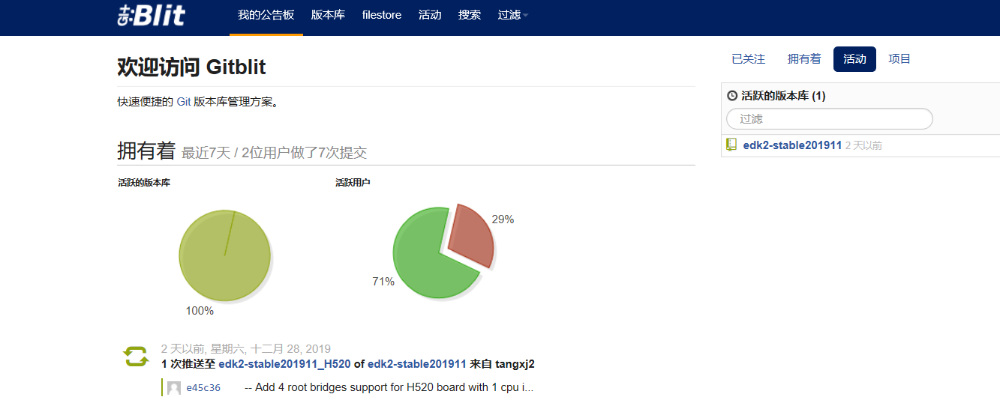 Blit 我的公告板 版本库 filestore 活动 搜索 过滤
欢迎访问 Gitblit
快速便捷的 Git 版本库管理方案。
拥有着 最近7天 / 2位用户做了7次提交
活跃的版本库 活跃用户
29%
71%
100%
2 天以前, 星期六, 十二月 28, 2019
1 次推送至 edk2-stable201911_H520 of edk2-stable201911 来自 tangxj2
e45c36 -- Add 4 root bridges support for H520 board with 1 cpu i...
已关注 拥有着 活动 项目
活跃的版本库 (1)
过滤
edk2-stable201911 2 天以前